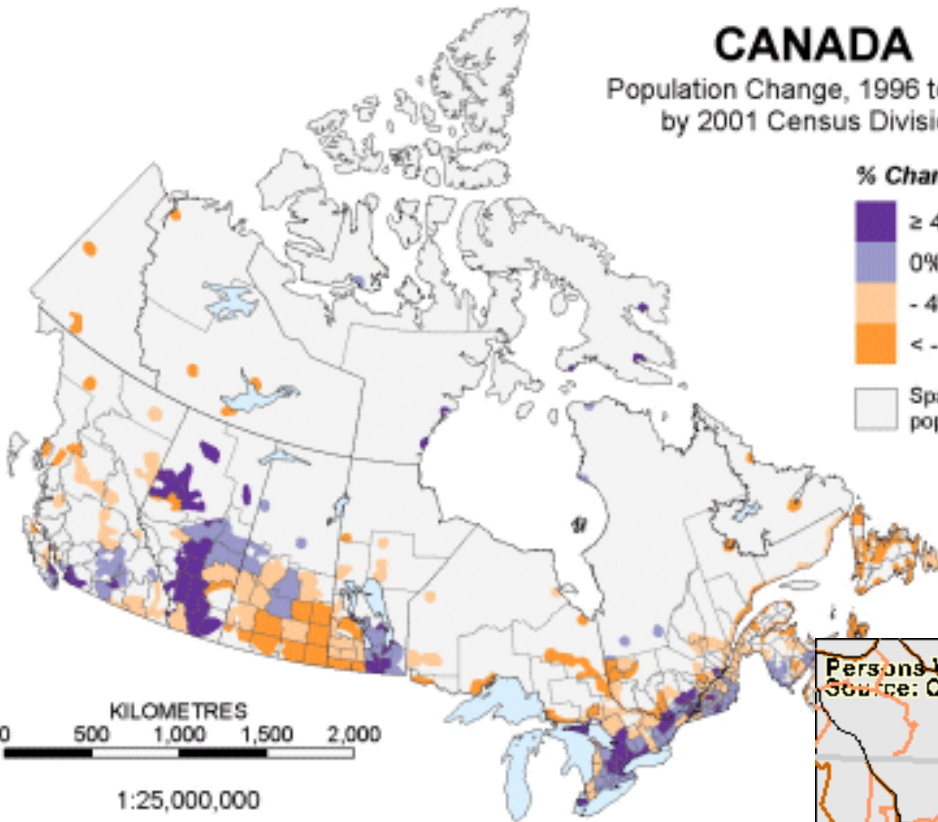 CANADA
Population Change, 1996 t
by 2001 Census Divisi
% Char
≥ 4
0%
- 4
< -
Spa
pop
KILOMETRES
0 500 1,000 1,500 2,000
1:25,000,000
Persons
Source: C